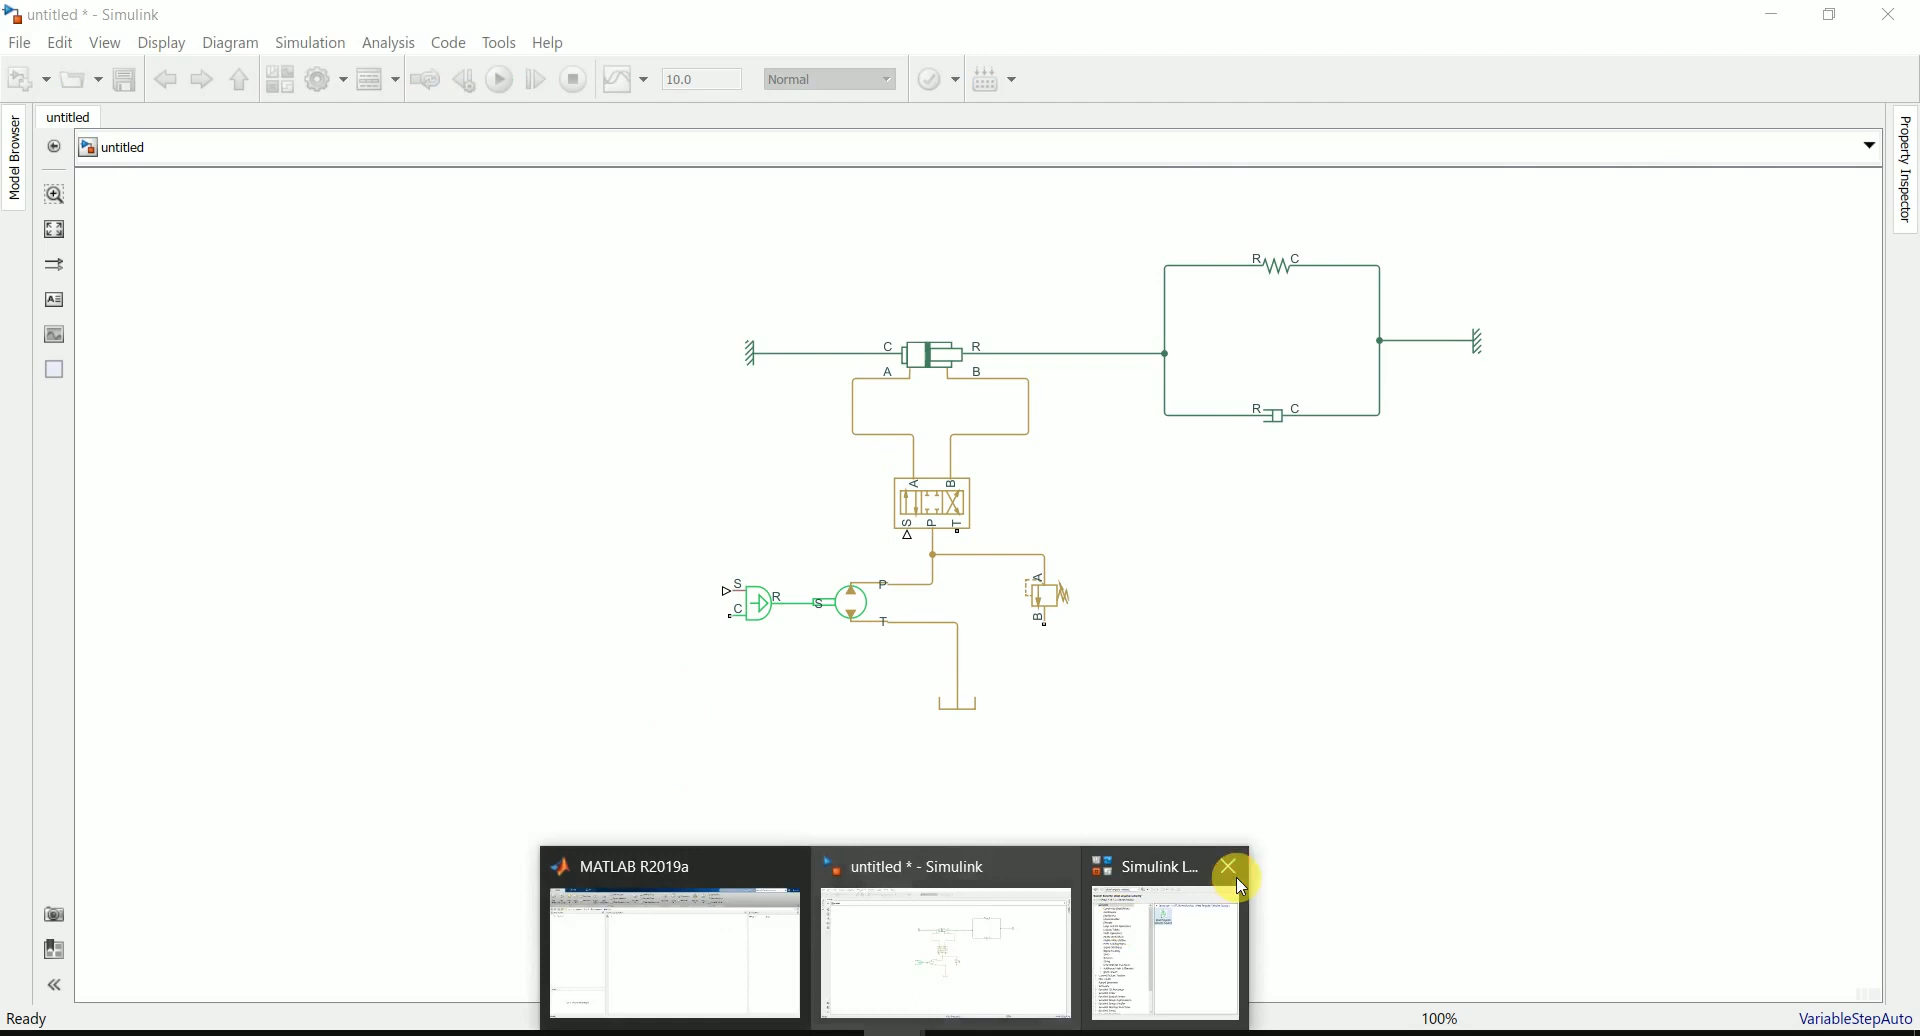 untitled * - Simulink
File Edit View Display Diagram Simulation Analysis Code Tools Help
10.0 Normal
untitled
Model Browser
untitled
Property Inspector
R C
C R
A B
R C
A B
S P T
S R
C
S P
T
A
B
MATLAB R2019a
untitled * - Simulink
Simulink L...
Ready 100% VariableStepAuto